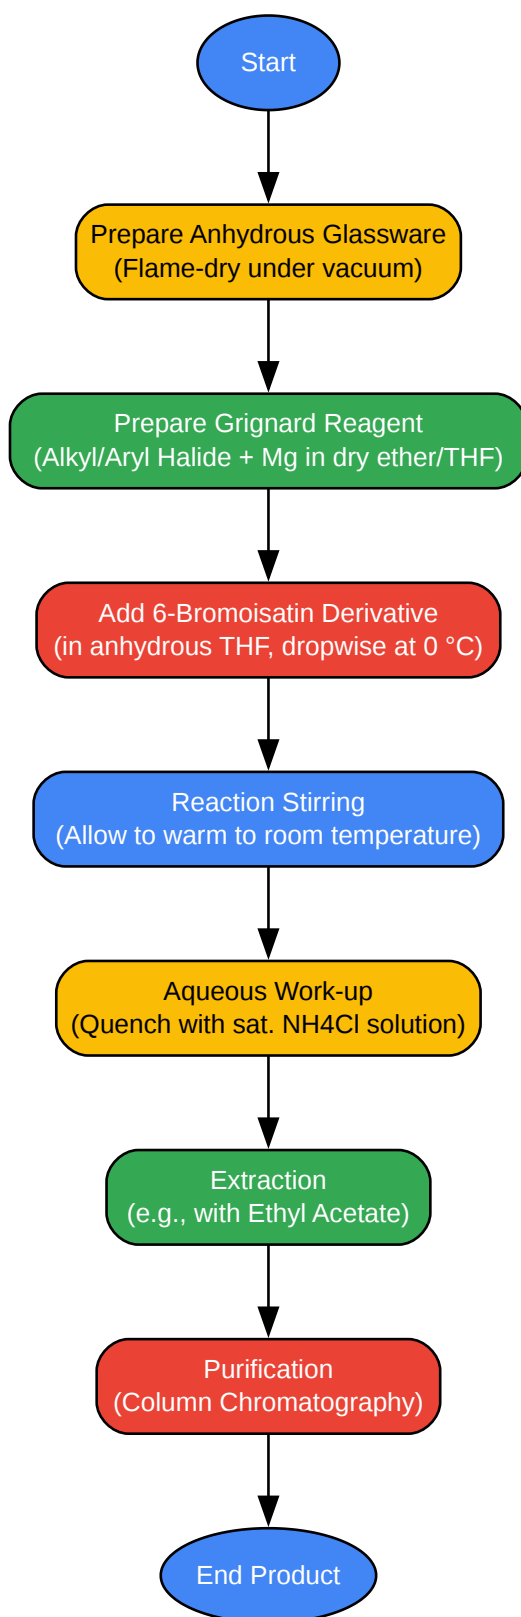 Start
Prepare Anhydrous Glassware
(Flame-dry under vacuum)
Prepare Grignard Reagent
(Alkyl/Aryl Halide + Mg in dry ether/THF)
Add 6-Bromoisatin Derivative
(in anhydrous THF, dropwise at 0 °C)
Reaction Stirring
(Allow to warm to room temperature)
Aqueous Work-up
(Quench with sat. NH4Cl solution)
Extraction
(e.g., with Ethyl Acetate)
Purification
(Column Chromatography)
End Product